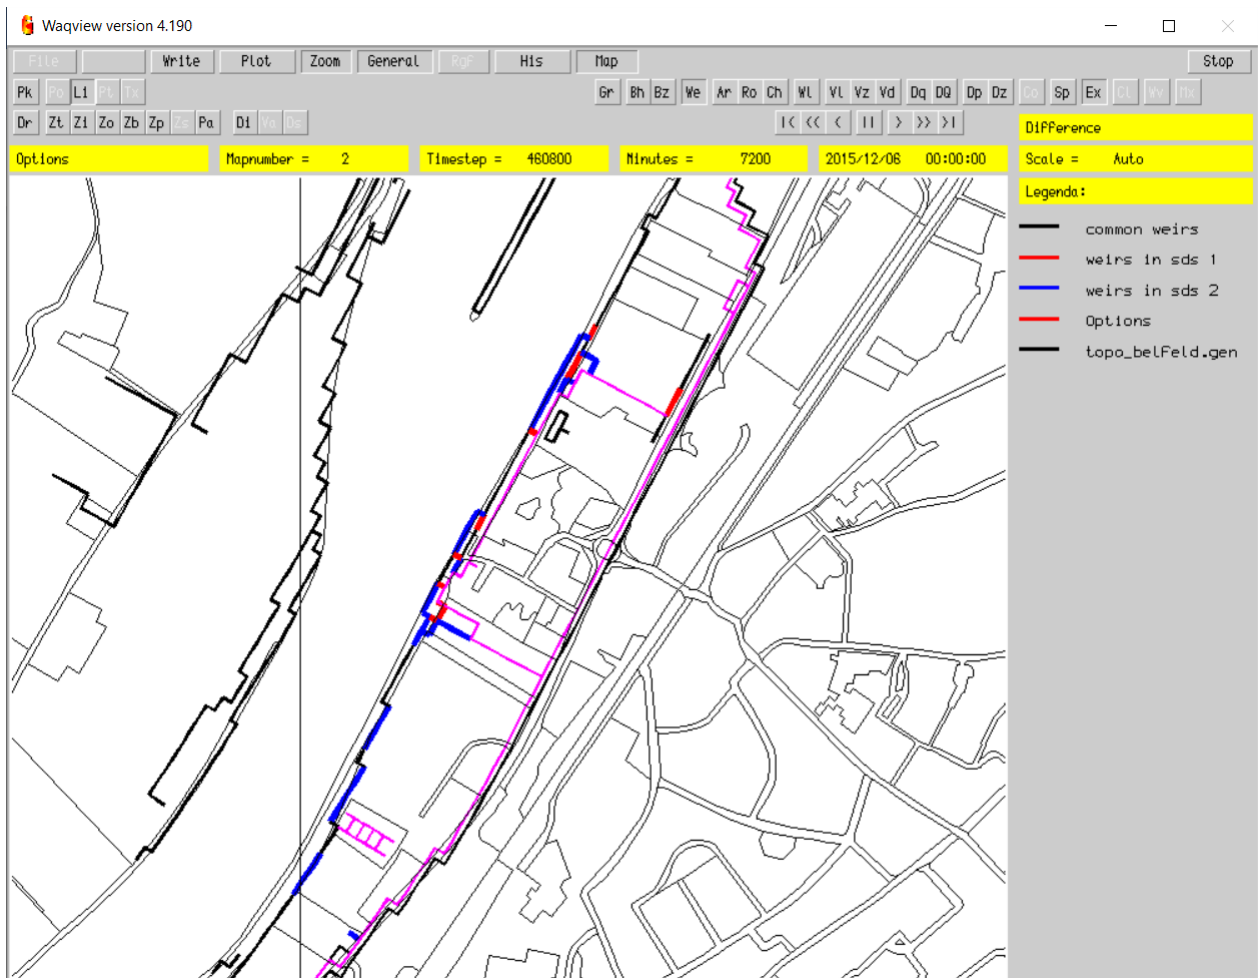 Waqview version 4.190
File Write Plot Zoom General RgF His Map Stop
Pk Po Li Pt Tx Gr Bh Bz We Ar Ro Ch Wl Vl Vz Vd Dq DQ Dp Dz Co Sp Ex Cl Wv Mx
Dr Zt Zi Zo Zb Zp Zs Pa Di Va Ds |< << < || > >> >|
Difference
Options Mapnumber = 2 Timestep = 460800 Minutes = 7200 2015/12/06 00:00:00 Scale = Auto
Legenda:
common weirs
weirs in sds 1
weirs in sds 2
Options
topo_belFeld.gen